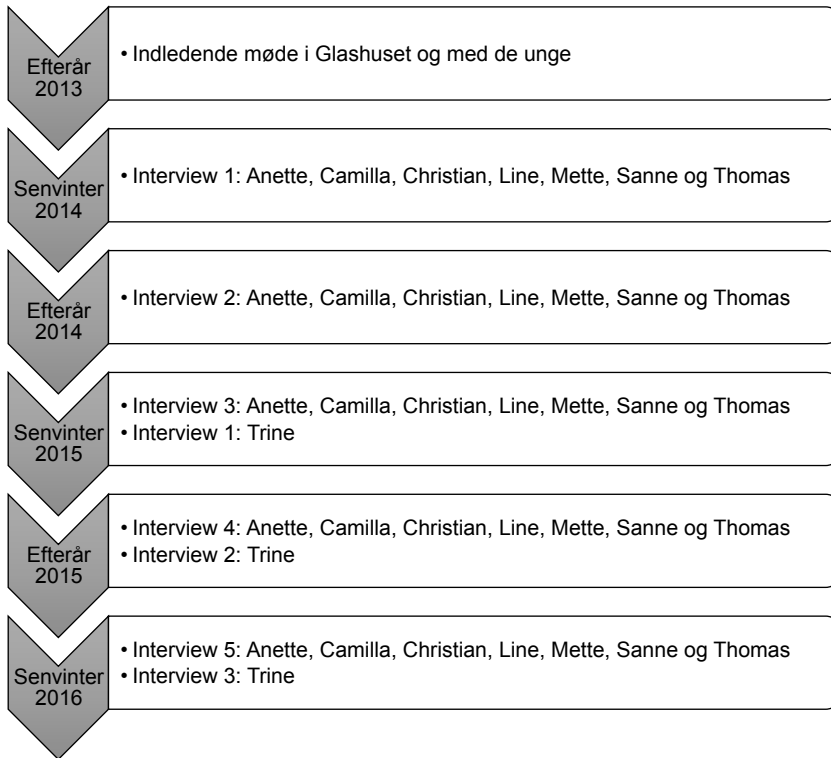 Efterår
2013
• Indledende møde i Glashuset og med de unge
Senvinter
2014
• Interview 1: Anette, Camilla, Christian, Line, Mette, Sanne og Thomas
Efterår
2014
• Interview 2: Anette, Camilla, Christian, Line, Mette, Sanne og Thomas
Senvinter
2015
• Interview 3: Anette, Camilla, Christian, Line, Mette, Sanne og Thomas
• Interview 1: Trine
Efterår
2015
• Interview 4: Anette, Camilla, Christian, Line, Mette, Sanne og Thomas
• Interview 2: Trine
Senvinter
2016
• Interview 5: Anette, Camilla, Christian, Line, Mette, Sanne og Thomas
• Interview 3: Trine